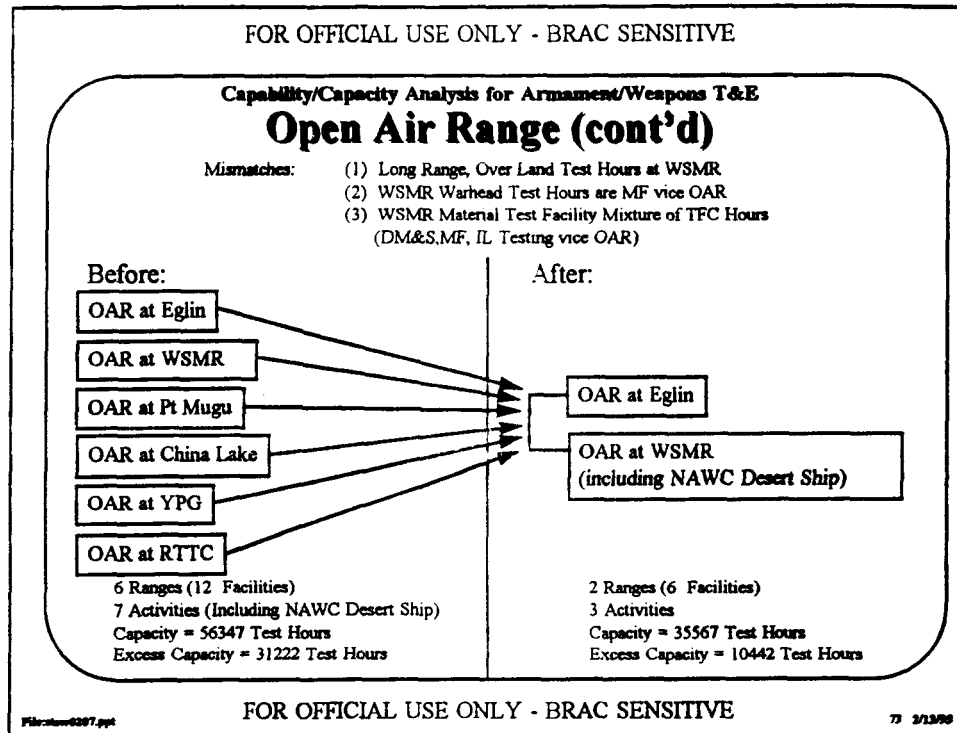 FOR OFFICIAL USE ONLY - BRAC SENSITIVE
Capability/Capacity Analysis for Armament/Weapons T&E
Open Air Range (cont'd)
Mismatches: (1) Long Range, Over Land Test Hours at WSMR
(2) WSMR Warhead Test Hours are MF vice OAR
(3) WSMR Material Test Facility Mixture of TFC Hours
(DM&S,MF, IL Testing vice OAR)
Before:
OAR at Eglin
OAR at WSMR
OAR at Pt Mugu
OAR at China Lake
OAR at YPG
OAR at RTTC
6 Ranges (12 Facilities)
7 Activities (Including NAWC Desert Ship)
Capacity = 56347 Test Hours
Excess Capacity = 31222 Test Hours
After:
OAR at Eglin
OAR at WSMR
(including NAWC Desert Ship)
2 Ranges (6 Facilities)
3 Activities
Capacity = 35567 Test Hours
Excess Capacity = 10442 Test Hours
FOR OFFICIAL USE ONLY - BRAC SENSITIVE
73